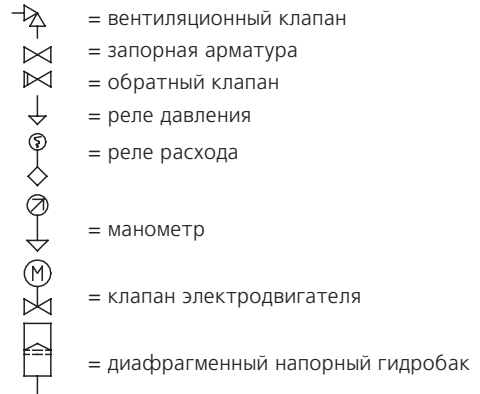 = вентиляционный клапан
= запорная арматура
= обратный клапан
= реле давления
= реле расхода
= манометр
M
= клапан электродвигателя
= диафрагменный напорный гидробак